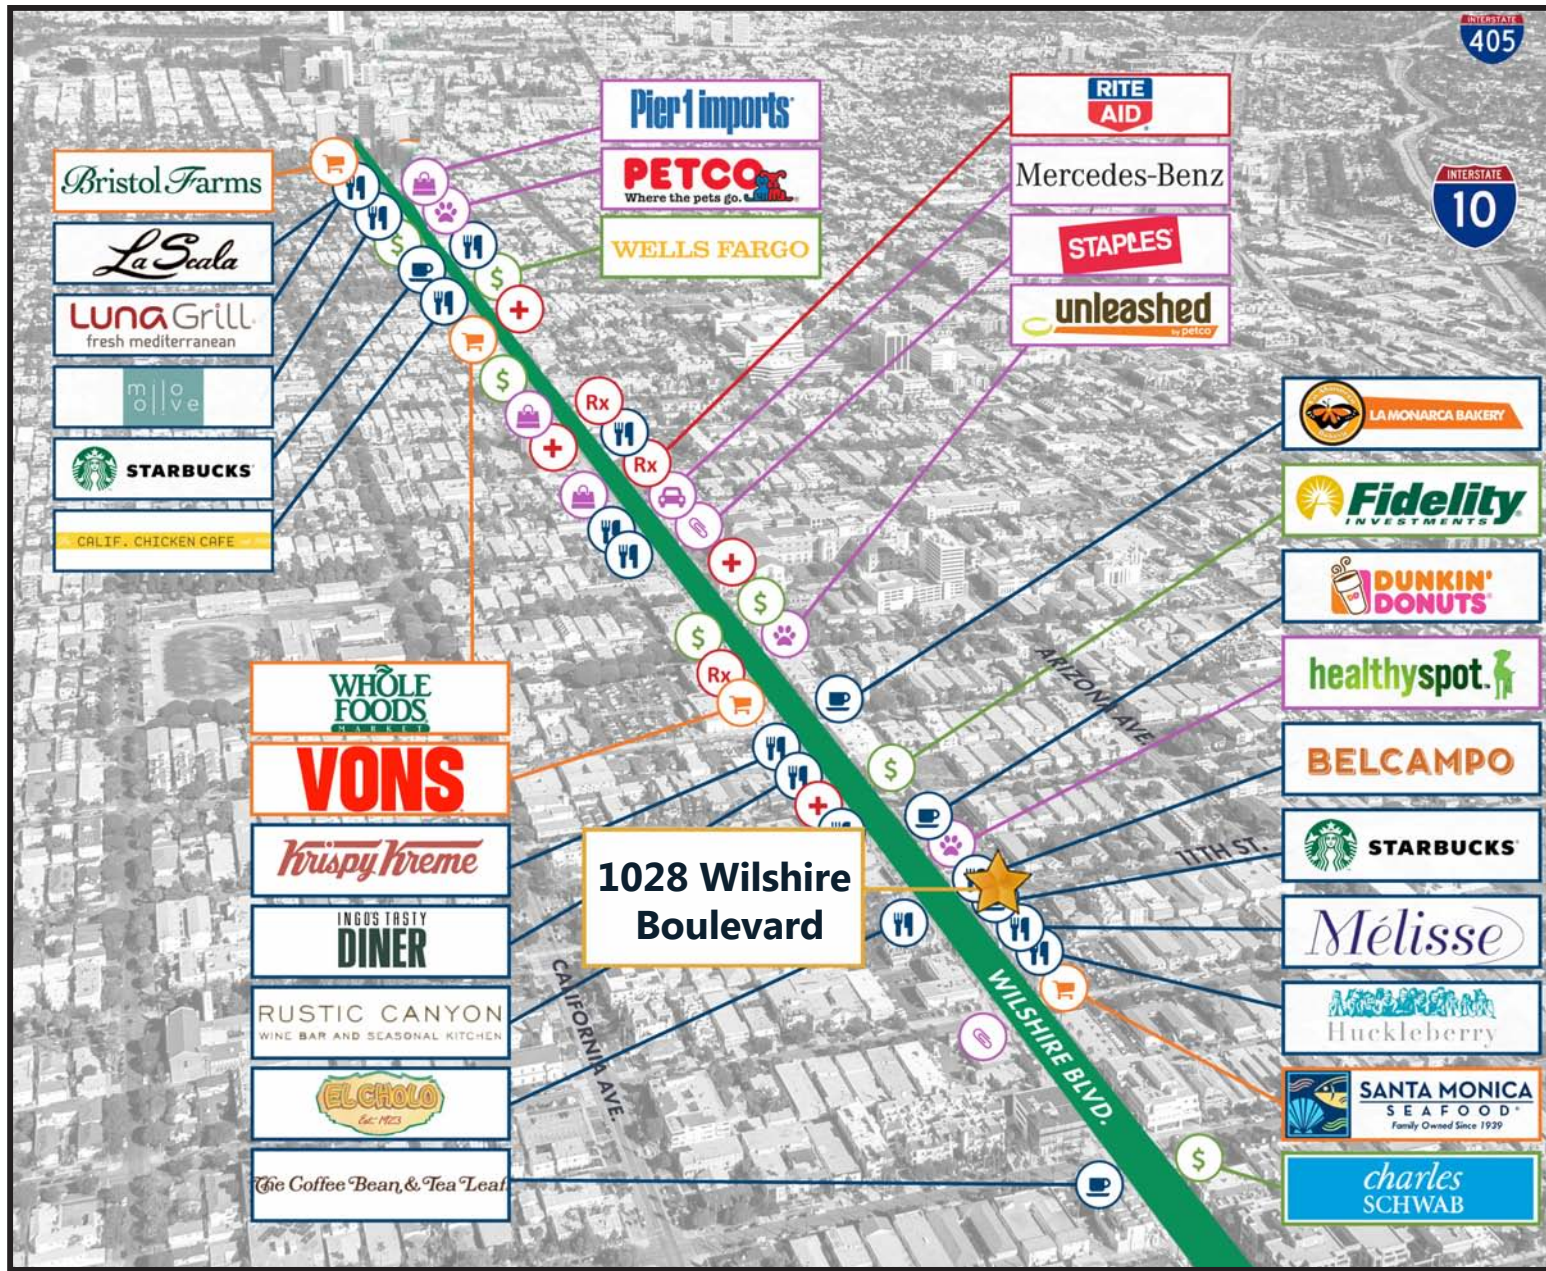 INTERSTATE
405
INTERSTATE
10
Pier 1 imports
PETCO
Where the pets go.
WELLS FARGO
RITE
AID
Mercedes-Benz
STAPLES
unleashed
by petco
Bristol Farms
La Scala
LUNA Grill
fresh mediterranean
milo
olive
STARBUCKS
CALIF. CHICKEN CAFE
$
$
$
Rx
Rx
$
$
Rx
$
$
LA MONARCA BAKERY
Fidelity
INVESTMENTS
DUNKIN'
DONUTS
healthyspot
BELCAMPO
STARBUCKS
Mélisse
Huckleberry
SANTA MONICA
SEAFOOD
Family Owned Since 1939
charles
SCHWAB
WHOLE
FOODS
MARKET
VONS
Krispy Kreme
INGO'S TASTY
DINER
RUSTIC CANYON
WINE BAR AND SEASONAL KITCHEN
EL CHOLO
Est. 1923
The Coffee Bean & Tea Leaf
1028 Wilshire
Boulevard
ARIZONA AVE.
11TH ST.
CALIFORNIA AVE.
WILSHIRE BLVD.